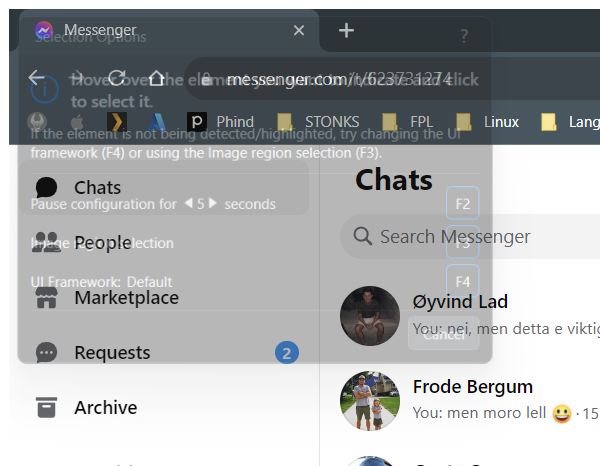 Messenger
Selection Options
?
Hover over the element you want to indicate and click
to select it.
messenger.com/t/623731274
Phind
STONKS
FPL
Linux
Lang
If the element is not being detected/highlighted, try changing the UI
framework (F4) or using the Image region selection (F3).
Chats
Chats
Pause configuration for 5 seconds
F2
People
Image region selection
F3
Search Messenger
UI Framework: Default
F4
Marketplace
Øyvind Lad
You: nei, men detta e viktig
Cancel
Requests
2
Archive
Frode Bergum
You: men moro lell 😀 · 15